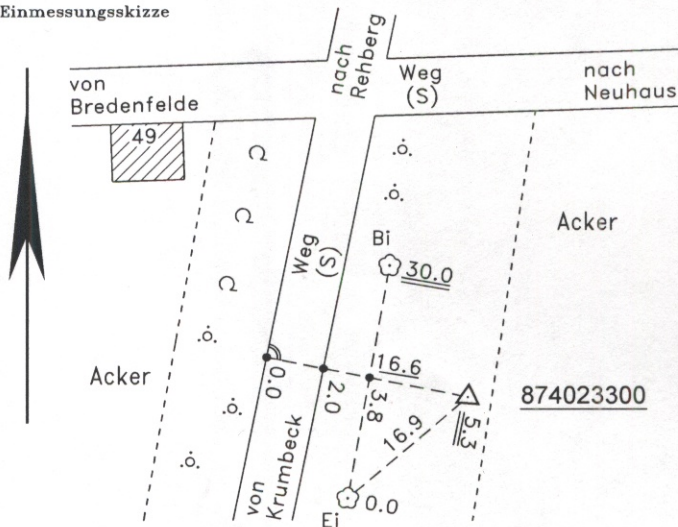 Einmessungsskizze
nach
Rehberg
von
Bredenfelde
Weg
(S)
nach
Neuhaus
49
Acker
Bi
30.0
Weg
(S)
Acker
0.0
2.0
16.6
3.8
874023300
5.3
16.9
von
Krumbeck
0.0
Ei